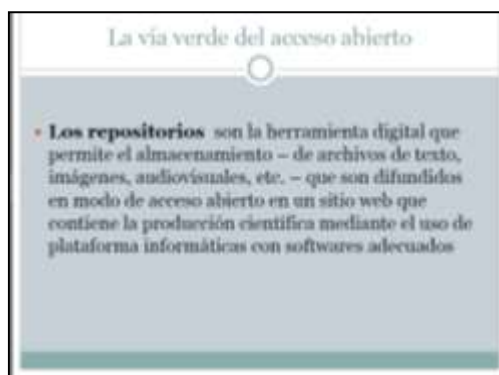 La vía verde del acceso abierto
• Los repositorios son la herramienta digital que
permite el almacenamiento – de archivos de texto,
imágenes, audiovisuales, etc. – que son difundidos
en modo de acceso abierto en un sitio web que
contiene la producción científica mediante el uso de
plataforma informáticas con softwares adecuados